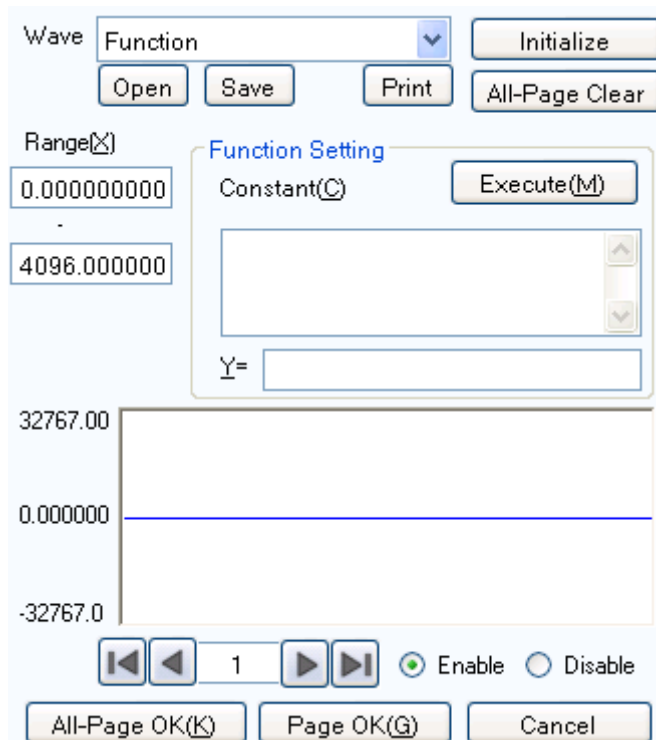 Wave Function Initialize
Open Save Print All-Page Clear
Range(X)
Function Setting
0.000000000 Constant(C) Execute(M)
-
4096.000000
Y=
32767.00
0.000000
-32767.0
1 Enable Disable
All-Page OK(K) Page OK(G) Cancel